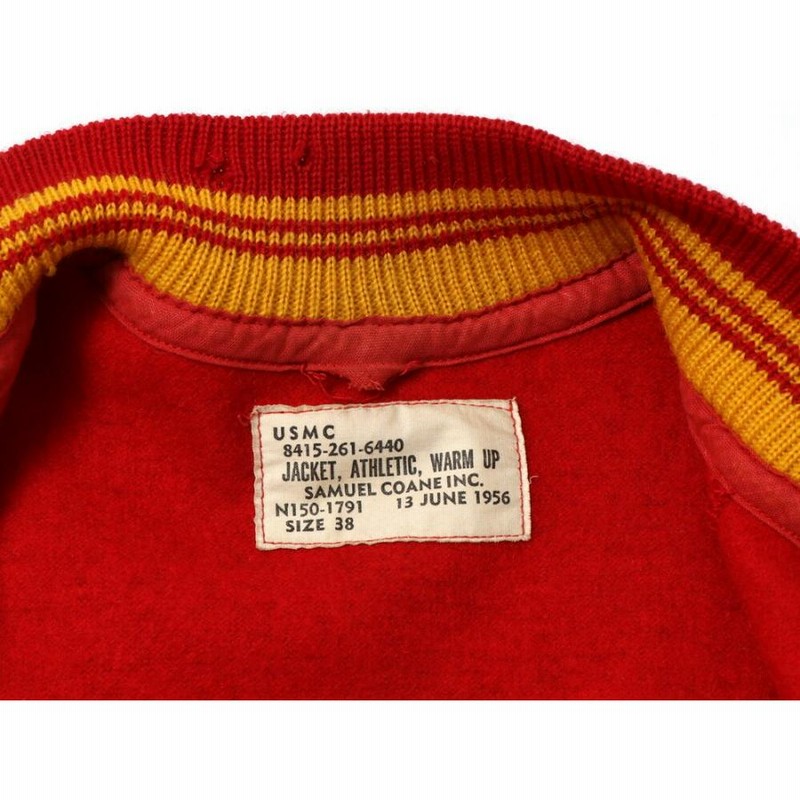 USMC
8415-261-6440
JACKET, ATHLETIC, WARM UP
SAMUEL COANE INC.
N150-1791 13 JUNE 1956
SIZE 38